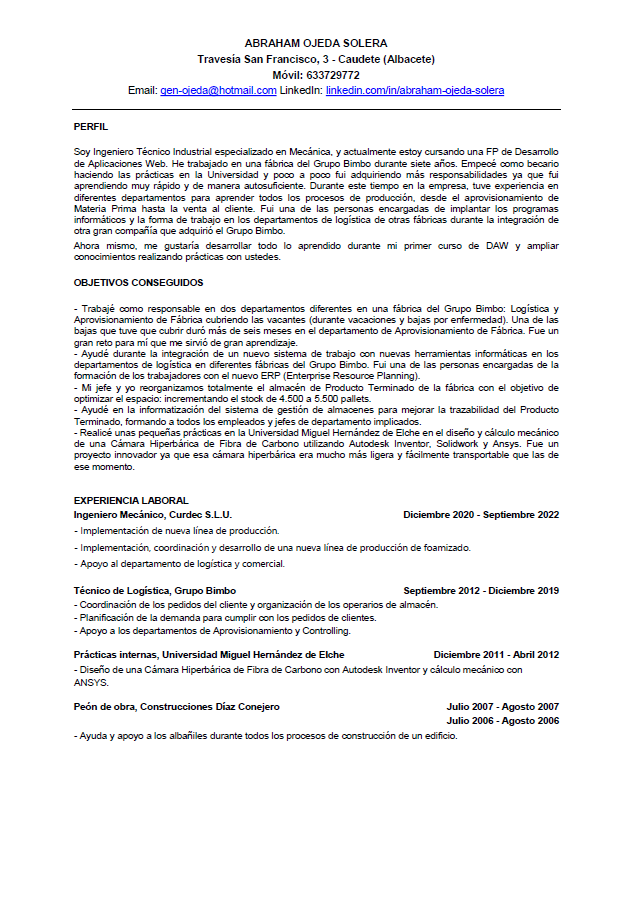 ABRAHAM OJEDA SOLERA
Travesía San Francisco, 3 - Caudete (Albacete)
Móvil: 633729772
Email: gen-ojeda@hotmail.com LinkedIn: linkedin.com/in/abraham-ojeda-solera
PERFIL
Soy Ingeniero Técnico Industrial especializado en Mecánica, y actualmente estoy cursando una FP de Desarrollo
de Aplicaciones Web. He trabajado en una fábrica del Grupo Bimbo durante siete años. Empecé como becario
haciendo las prácticas en la Universidad y poco a poco fui adquiriendo más responsabilidades ya que fui
aprendiendo muy rápido y de manera autosuficiente. Durante este tiempo en la empresa, tuve experiencia en
diferentes departamentos para aprender todos los procesos de producción, desde el aprovisionamiento de
Materia Prima hasta la venta al cliente. Fui una de las personas encargadas de implantar los programas
informáticos y la forma de trabajo en los departamentos de logística de otras fábricas durante la integración de
otra gran compañía que adquirió el Grupo Bimbo.
Ahora mismo, me gustaría desarrollar todo lo aprendido durante mi primer curso de DAW y ampliar
conocimientos realizando prácticas con ustedes.
OBJETIVOS CONSEGUIDOS
- Trabajé como responsable en dos departamentos diferentes en una fábrica del Grupo Bimbo: Logística y
Aprovisionamiento de Fábrica cubriendo las vacantes (durante vacaciones y bajas por enfermedad). Una de las
bajas que tuve que cubrir duró más de seis meses en el departamento de Aprovisionamiento de Fábrica. Fue un
gran reto para mí que me sirvió de gran aprendizaje.
- Ayudé durante la integración de un nuevo sistema de trabajo con nuevas herramientas informáticas en los
departamentos de logística en diferentes fábricas del Grupo Bimbo. Fui una de las personas encargadas de la
formación de los trabajadores con el nuevo ERP (Enterprise Resource Planning).
- Mi jefe y yo reorganizamos totalmente el almacén de Producto Terminado de la fábrica con el objetivo de
optimizar el espacio: incrementando el stock de 4.500 a 5.500 pallets.
- Ayudé en la informatización del sistema de gestión de almacenes para mejorar la trazabilidad del Producto
Terminado, formando a todos los empleados y jefes de departamento implicados.
- Realicé unas pequeñas prácticas en la Universidad Miguel Hernández de Elche en el diseño y cálculo mecánico
de una Cámara Hiperbárica de Fibra de Carbono utilizando Autodesk Inventor, Solidwork y Ansys. Fue un
proyecto innovador ya que esa cámara hiperbárica era mucho más ligera y fácilmente transportable que las de
ese momento.
EXPERIENCIA LABORAL
Ingeniero Mecánico, Curdec S.L.U. Diciembre 2020 - Septiembre 2022
- Implementación de nueva línea de producción.
- Implementación, coordinación y desarrollo de una nueva línea de producción de foamizado.
- Apoyo al departamento de logística y comercial.
Técnico de Logística, Grupo Bimbo Septiembre 2012 - Diciembre 2019
- Coordinación de los pedidos del cliente y organización de los operarios de almacén.
- Planificación de la demanda para cumplir con los pedidos de clientes.
- Apoyo a los departamentos de Aprovisionamiento y Controlling.
Prácticas internas, Universidad Miguel Hernández de Elche Diciembre 2011 - Abril 2012
- Diseño de una Cámara Hiperbárica de Fibra de Carbono con Autodesk Inventor y cálculo mecánico con
ANSYS.
Peón de obra, Construcciones Díaz Conejero Julio 2007 - Agosto 2007
Julio 2006 - Agosto 2006
- Ayuda y apoyo a los albañiles durante todos los procesos de construcción de un edificio.